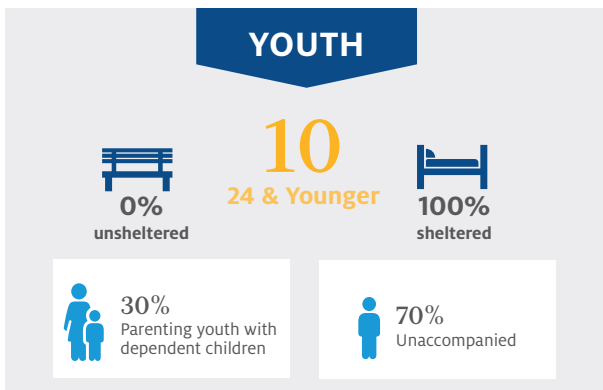 YOUTH
10
24 & Younger
0%
unsheltered
100%
sheltered
30%
Parenting youth with
dependent children
70%
Unaccompanied